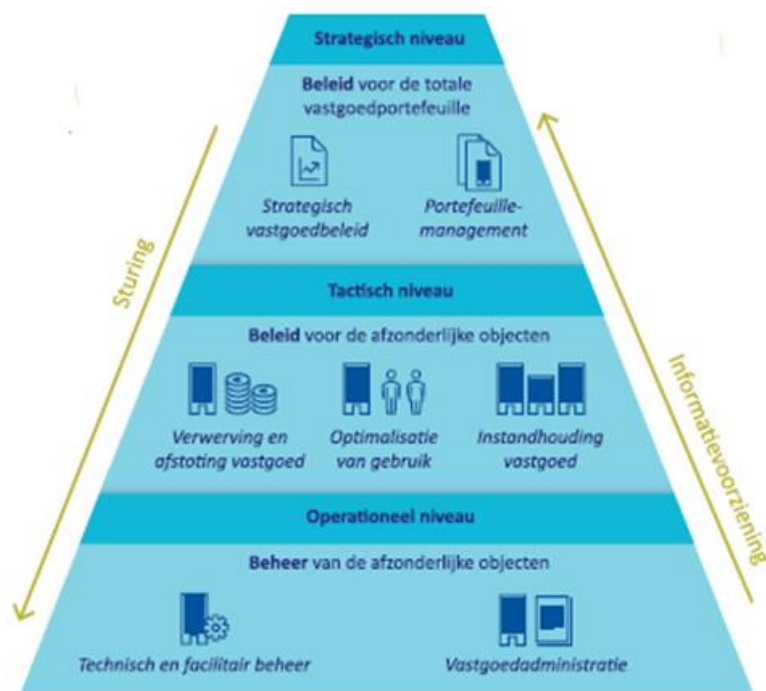 Strategisch niveau
Beleid voor de totale
vastgoedportefeuille
Strategisch
vastgoedbeleid
Portefeuille-
management
Sturing
Tactisch niveau
Beleid voor de afzonderlijke objecten
Verwerving en
afstoting vastgoed
Optimalisatie
van gebruik
Instandhouding
vastgoed
Informatievoorziening
Operationeel niveau
Beheer van de afzonderlijke objecten
Technisch en facilitair beheer
Vastgoedadministratie